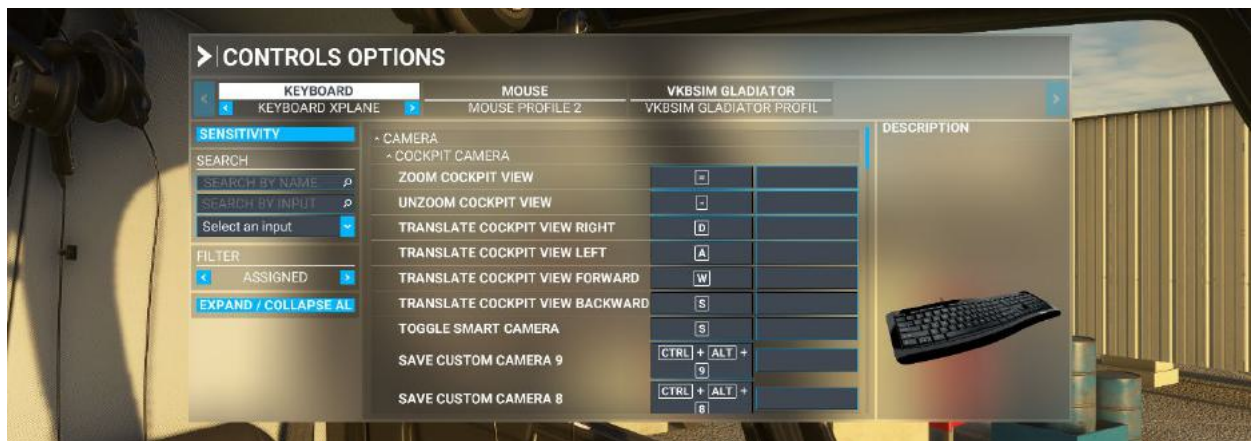 CONTROLS OPTIONS
KEYBOARD MOUSE VKBSIM GLADIATOR
KEYBOARD XPLANE MOUSE PROFILE 2 VKBSIM GLADIATOR PROFIL
SENSITIVITY
SEARCH
SEARCH BY NAME
SEARCH BY INPUT
Select an input
FILTER
ASSIGNED
EXPAND / COLLAPSE AL
CAMERA
COCKPIT CAMERA
ZOOM COCKPIT VIEW =
UNZOOM COCKPIT VIEW -
TRANSLATE COCKPIT VIEW RIGHT D
TRANSLATE COCKPIT VIEW LEFT A
TRANSLATE COCKPIT VIEW FORWARD W
TRANSLATE COCKPIT VIEW BACKWARD S
TOGGLE SMART CAMERA S
SAVE CUSTOM CAMERA 9 CTRL + ALT +
9
SAVE CUSTOM CAMERA 8 CTRL + ALT +
8
DESCRIPTION